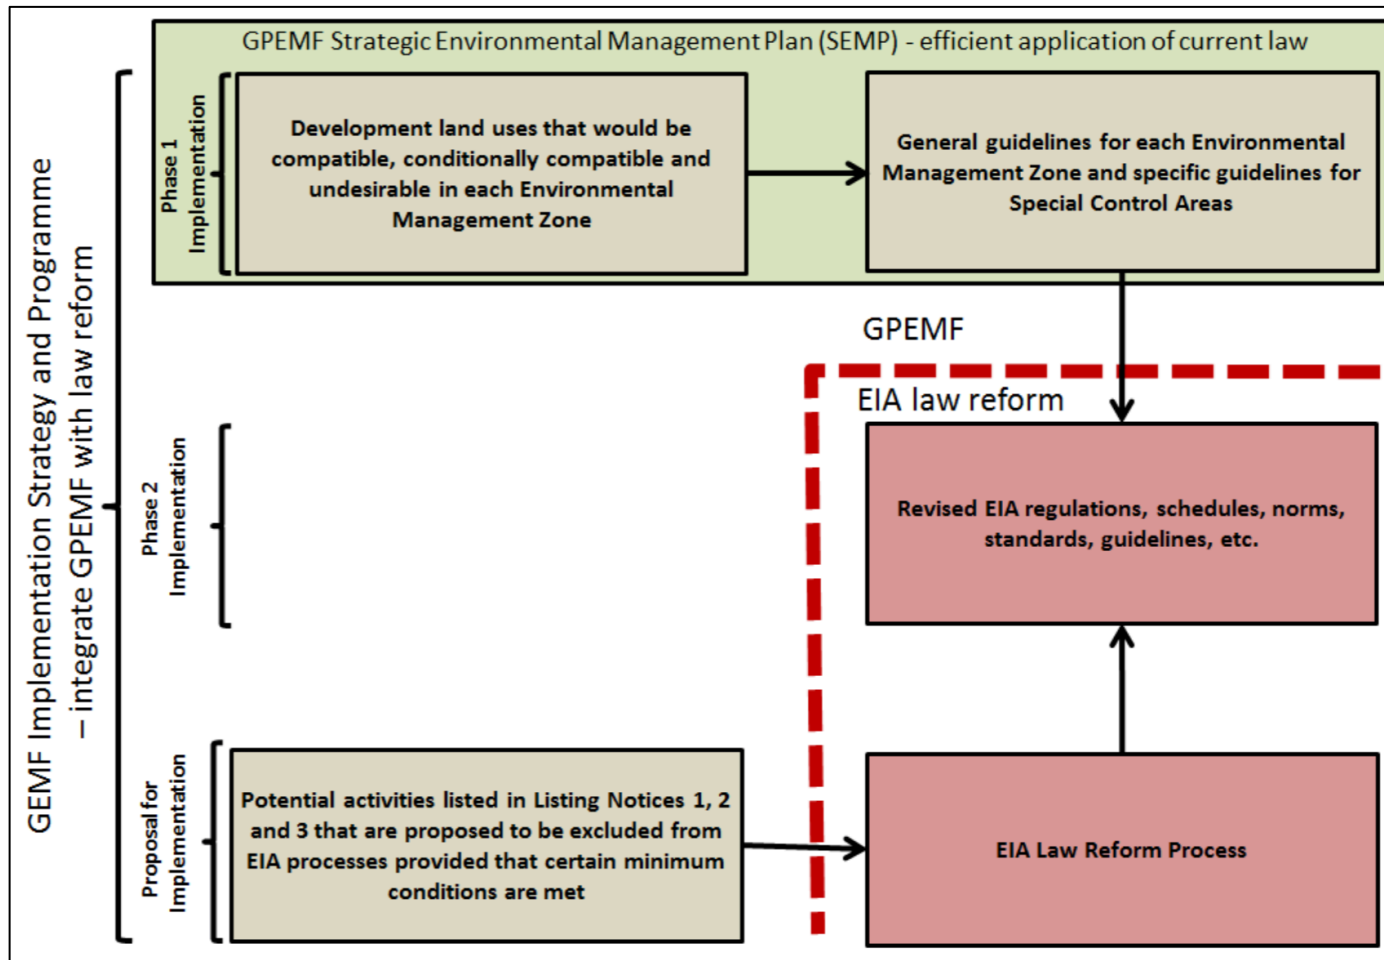 GPEMF Strategic Environmental Management Plan (SEMP) - efficient application of current law
GEMF Implementation Strategy and Programme
– integrate GPEMF with law reform
Phase 1
Implementation
Development land uses that would be
compatible, conditionally compatible and
undesirable in each Environmental
Management Zone
General guidelines for each Environmental
Management Zone and specific guidelines for
Special Control Areas
GPEMF
EIA law reform
Phase 2
Implementation
Revised EIA regulations, schedules, norms,
standards, guidelines, etc.
Proposal for
Implementation
Potential activities listed in Listing Notices 1, 2
and 3 that are proposed to be excluded from
EIA processes provided that certain minimum
conditions are met
EIA Law Reform Process